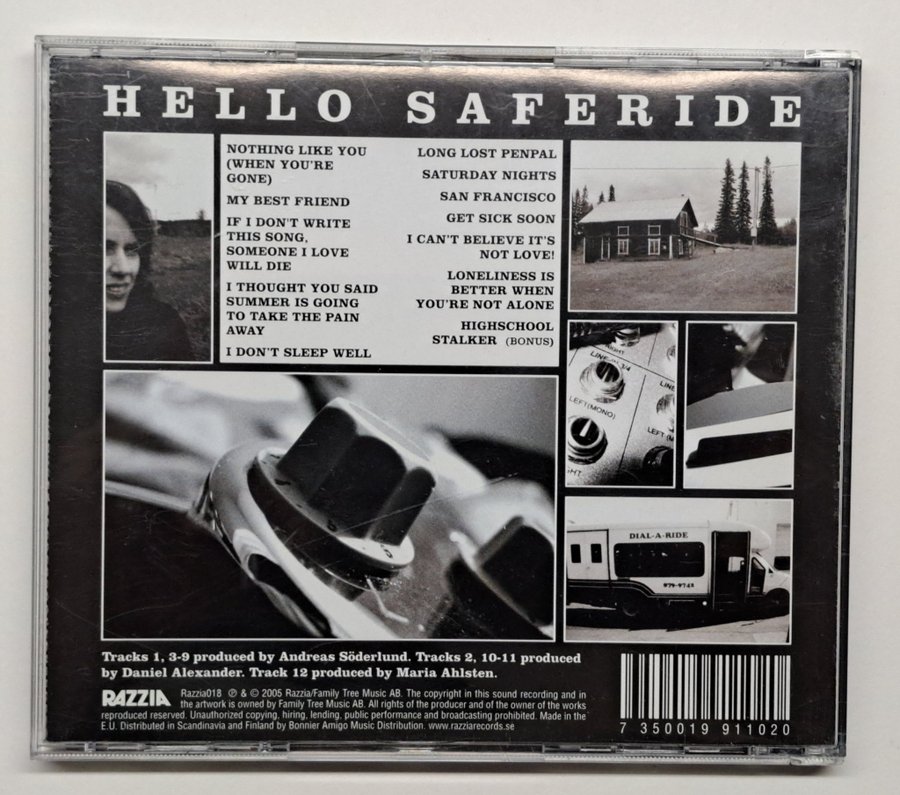 HELLO SAFERIDE
NOTHING LIKE YOU
(WHEN YOU'RE
GONE)
MY BEST FRIEND
IF I DON'T WRITE
THIS SONG,
SOMEONE I LOVE
WILL DIE
I THOUGHT YOU SAID
SUMMER IS GOING
TO TAKE THE PAIN
AWAY
I DON'T SLEEP WELL
LONG LOST PENPAL
SATURDAY NIGHTS
SAN FRANCISCO
GET SICK SOON
I CAN'T BELIEVE IT'S
NOT LOVE!
LONELINESS IS
BETTER WHEN
YOU'RE NOT ALONE
HIGHSCHOOL
STALKER (BONUS)
LEFT(MONO)
DIAL-A-RIDE
Tracks 1, 3-9 produced by Andreas Söderlund. Tracks 2, 10-11 produced
by Daniel Alexander. Track 12 produced by Maria Ahlsten.
RAZZIA
Razzia018 ℗ & © 2005 Razzia/Family Tree Music AB. The copyright in this sound recording and in
the artwork is owned by Family Tree Music AB. All rights of the producer and of the owner of the works
reproduced reserved. Unauthorized copying, hiring, lending, public performance and broadcasting prohibited. Made in the
E.U. Distributed in Scandinavia and Finland by Bonnier Amigo Music Distribution. www.razziarecords.se
7 350019 911020